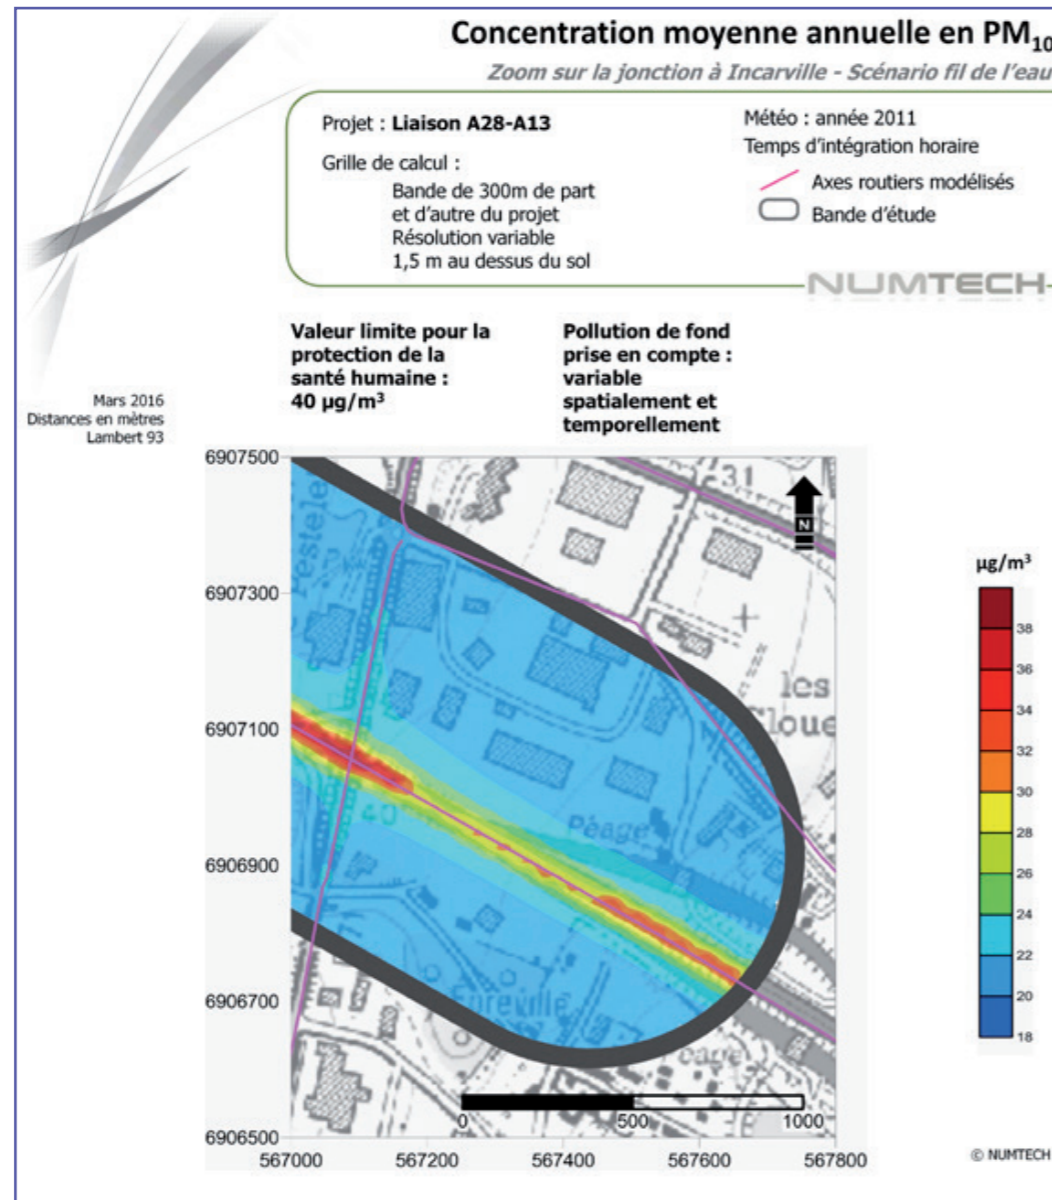 Concentration moyenne annuelle en PM10
Zoom sur la jonction à Incarville - Scénario fil de l'eau
Projet : Liaison A28-A13
Grille de calcul :
Bande de 300m de part
et d'autre du projet
Résolution variable
1,5 m au dessus du sol
Météo : année 2011
Temps d'intégration horaire
Axes routiers modélisés
Bande d'étude
NUMTECH
Valeur limite pour la
protection de la
santé humaine :
40 µg/m³
Pollution de fond
prise en compte :
variable
spatialement et
temporellement
Mars 2016
Distances en mètres
Lambert 93
6907500
6907300
6907100
6906900
6906700
6906500
567000
567200
567400
567600
567800
31
N
les
40
Péage
0
500
1000
µg/m³
38
36
34
32
30
28
26
24
22
20
18
© NUMTECH